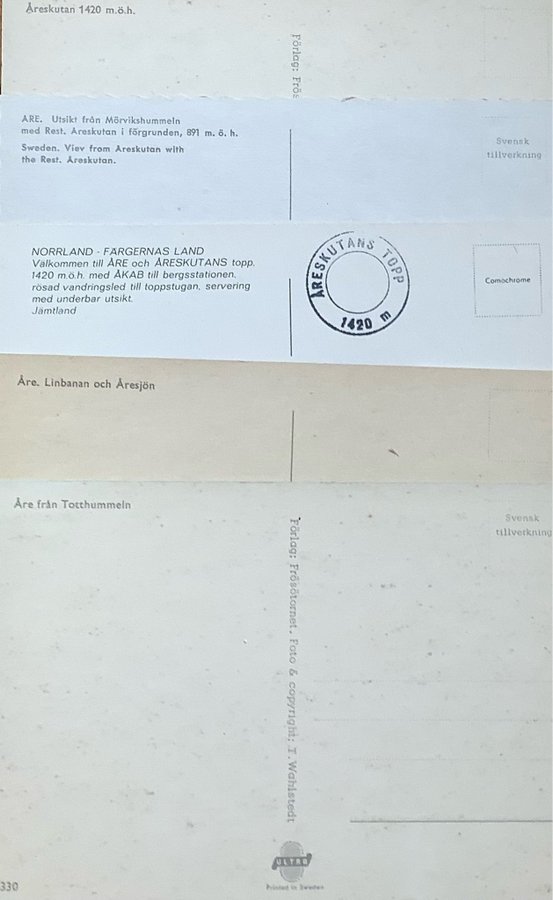 Åreskutan 1420 m.ö.h.
Förlag: Frös
ÅRE. Utsikt från Mörvikshummeln
med Rest. Åreskutan i förgrunden, 891 m. ö. h.
Sweden. Viev from Åreskutan with
the Rest. Åreskutan.
Svensk
tillverkning
NORRLAND - FÄRGERNAS LAND
Välkommen till ÅRE och ÅRESKUTANS topp,
1420 m.ö.h. med ÅKAB till bergsstationen,
rösad vandringsled till toppstugan, servering
med underbar utsikt.
Jämtland
ÅRESKUTANS TOPP
1420 m
Comochrome
Åre. Linbanan och Åresjön
Åre från Totthummeln
Svensk
tillverkning
Förlag: Frösötornet. Foto & copyright: T. Wahlstedt
ULTRA
Printed in Sweden
330